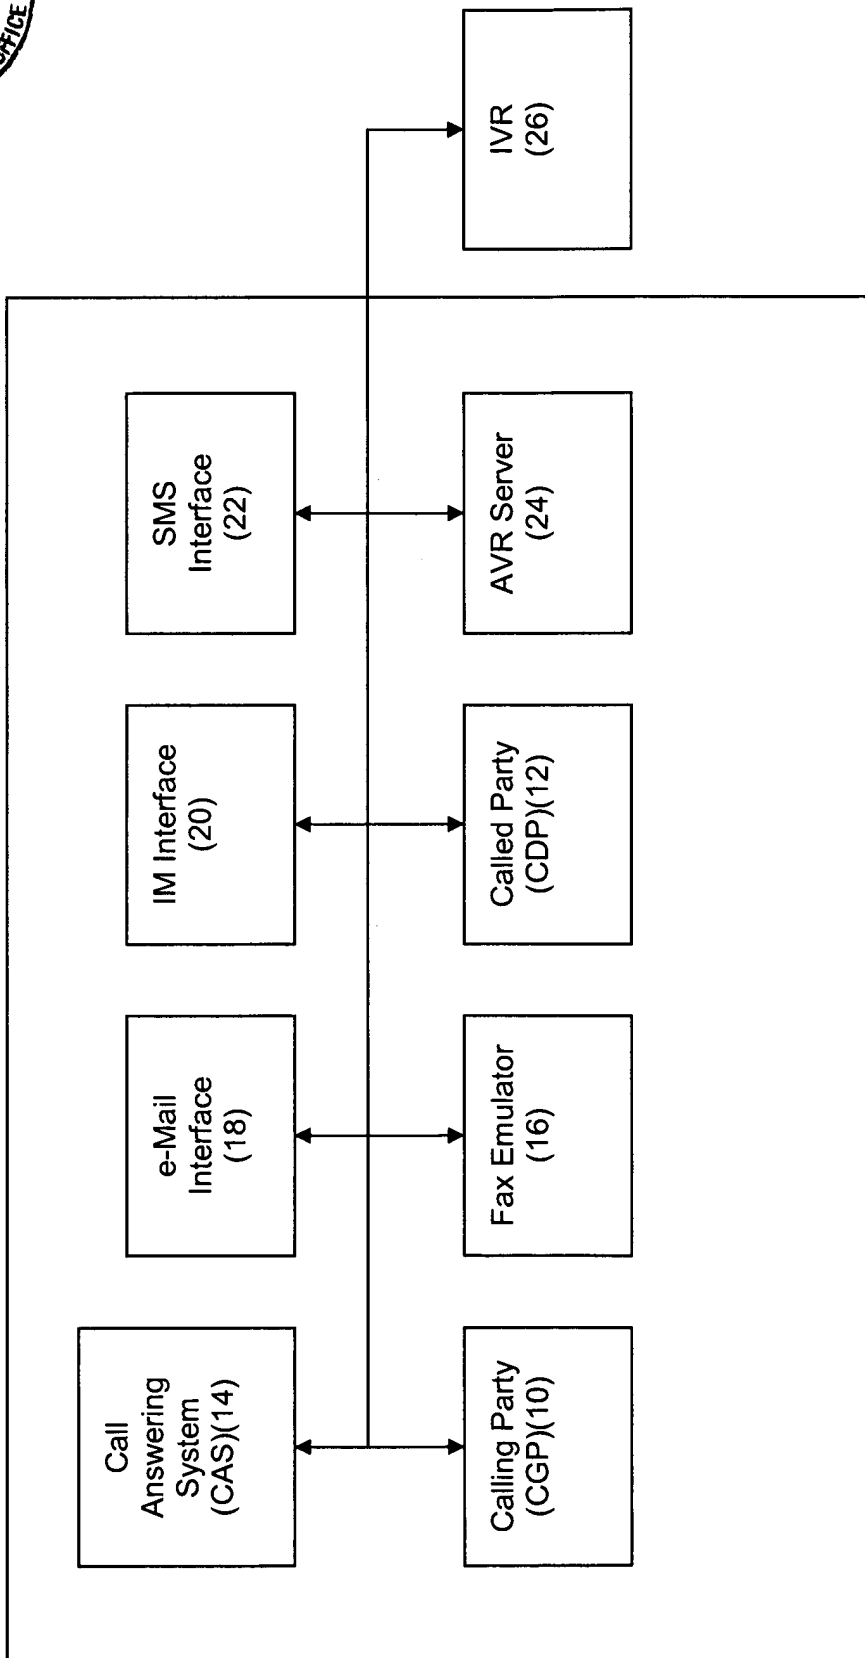 OFFICE
Call
Answering
System
(CAS)(14)
e-Mail
Interface
(18)
IM Interface
(20)
SMS
Interface
(22)
Calling Party
(CGP)(10)
Fax Emulator
(16)
Called Party
(CDP)(12)
AVR Server
(24)
IVR
(26)